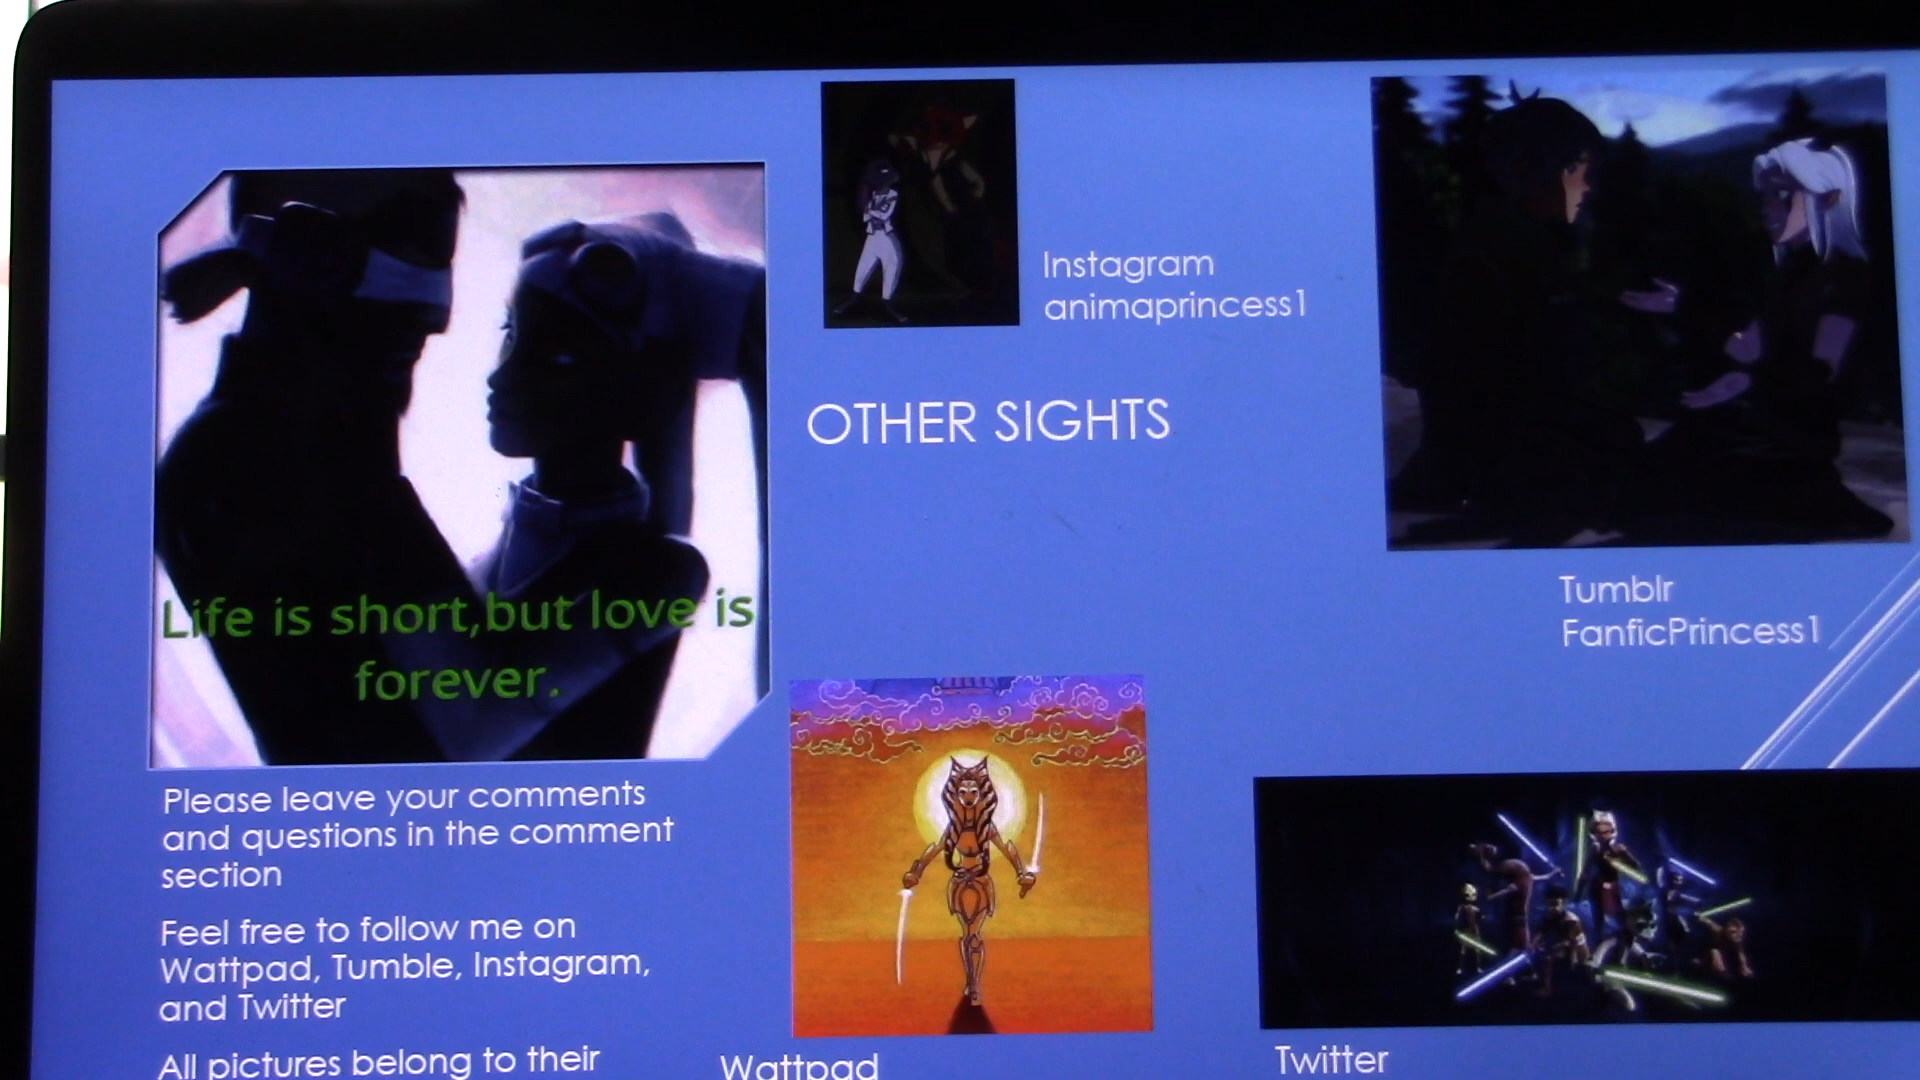 Instagram
animaprincess1
OTHER SIGHTS
Life is short,but love is
forever.
Tumblr
FanficPrincess1
Please leave your comments
and questions in the comment
section
Feel free to follow me on
Wattpad, Tumble, Instagram,
and Twitter
All pictures belong to their
Wattpad
Twitter